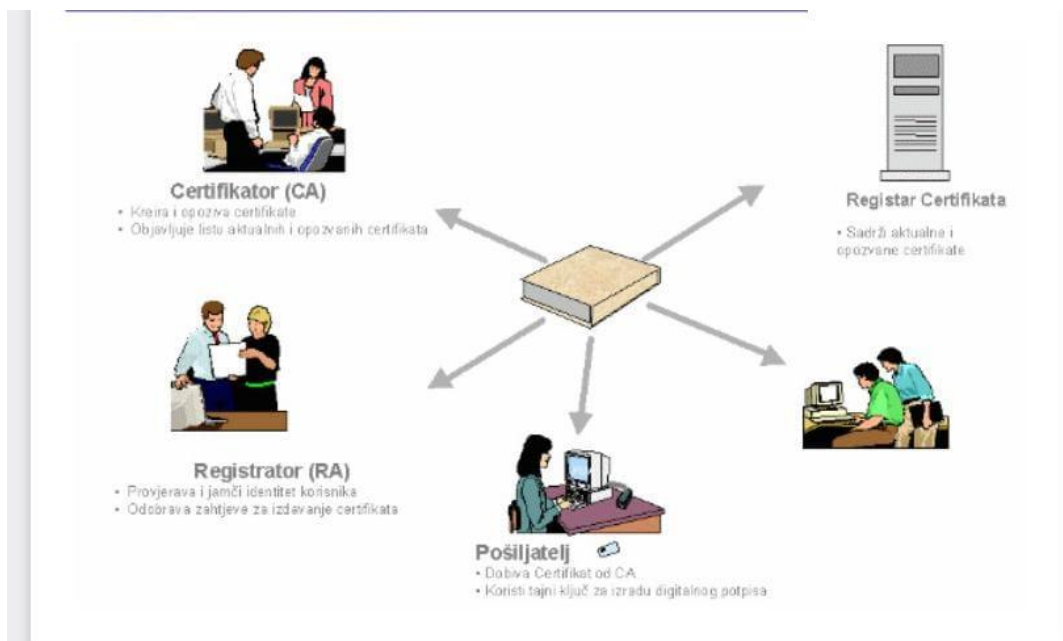 Certifikator (CA)
• Kreira i opoziva certifikate
• Objavljuje listu aktualnih i opozvanih certifikata
Registar Certifikata
• Sadrži aktualne i
opozvane certifikate
Registrator (RA)
• Provjerava i jamči identitet korisnika
• Odobrava zahtjeve za izdavanje certifikata
Pošiljatelj
• Dobiva Certifikat od CA
• Koristi tajni ključ za izradu digitalnog potpisa